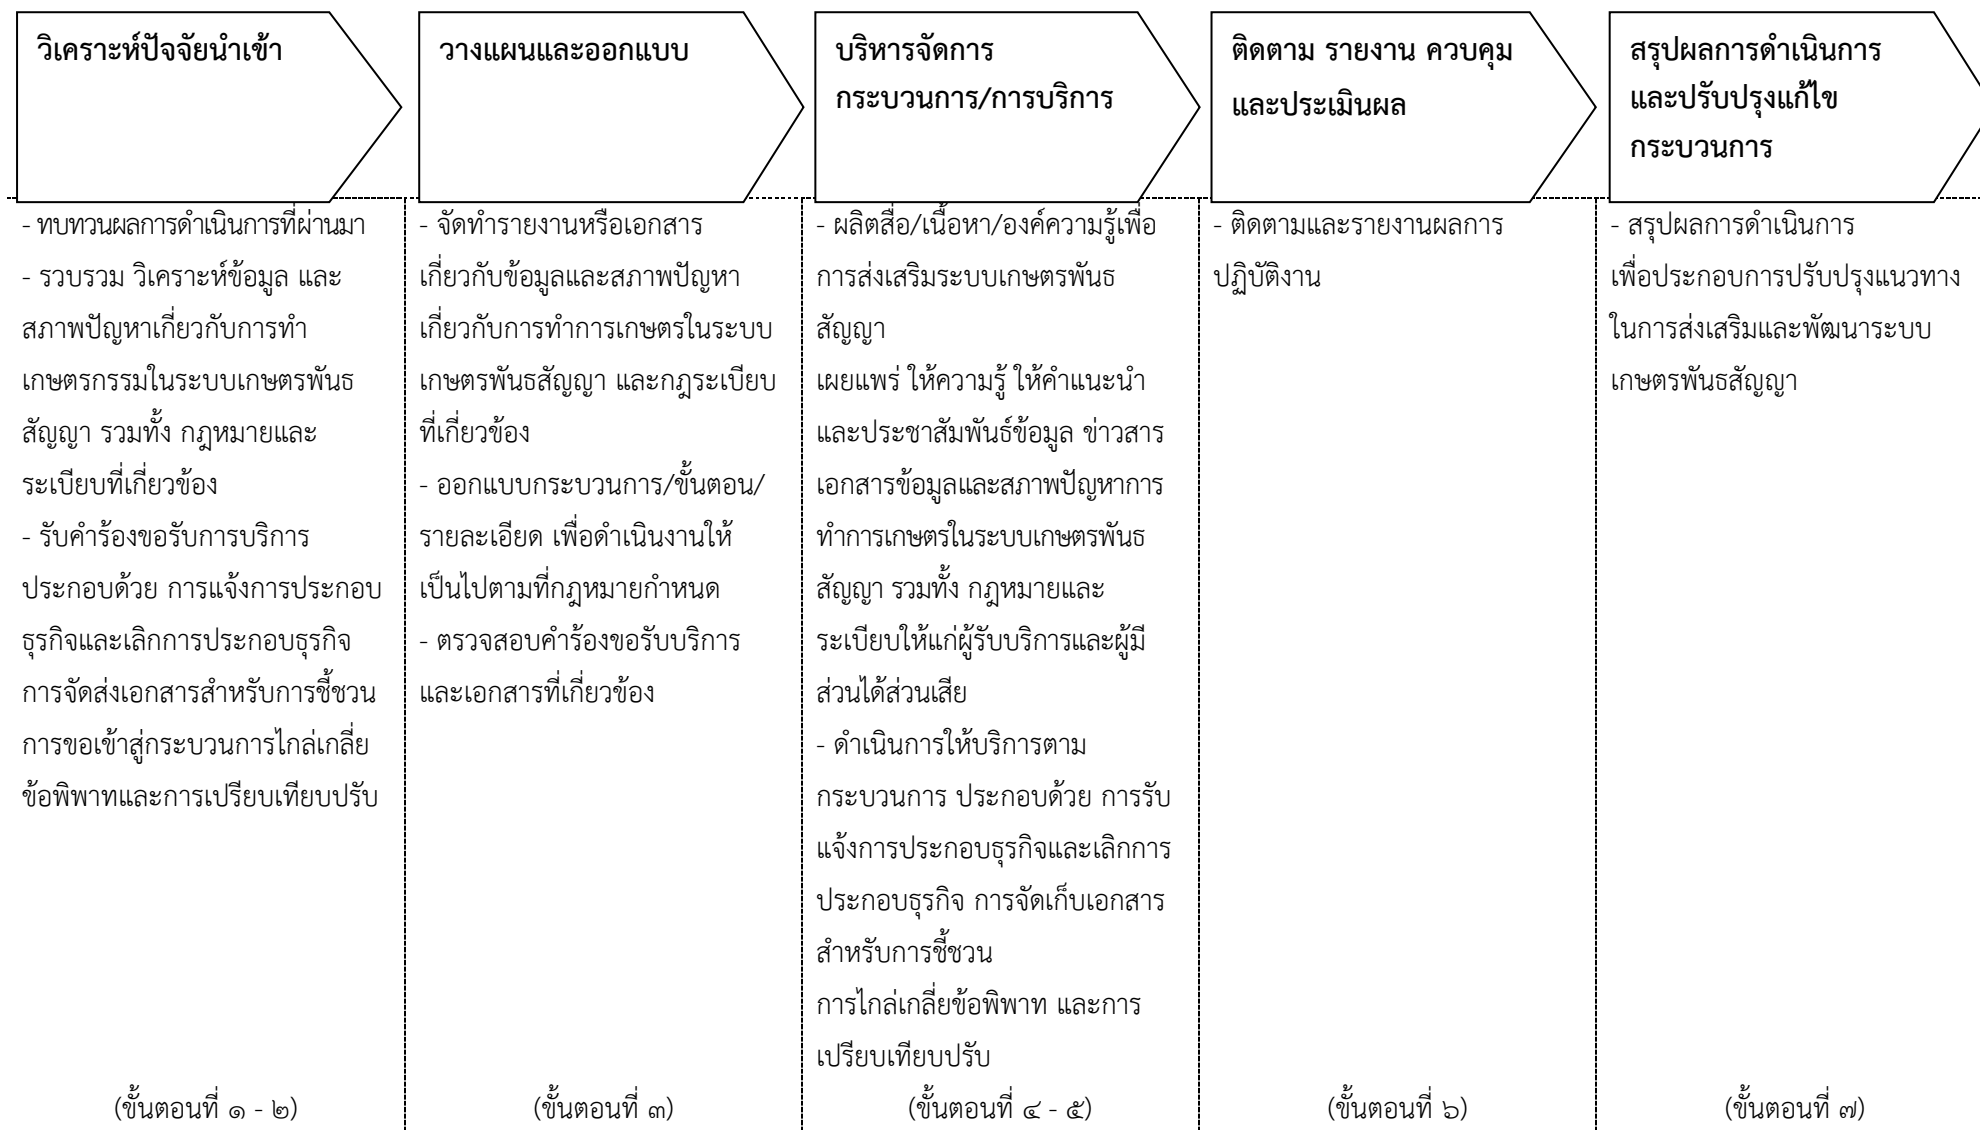 วิเคราะห์ปัจจัยนำเข้า
- ทบทวนผลการดำเนินการที่ผ่านมา
- รวบรวม วิเคราะห์ข้อมูล และ
สภาพปัญหาเกี่ยวกับการทำ
เกษตรกรรมในระบบเกษตรพันธ
สัญญา รวมทั้ง กฎหมายและ
ระเบียบที่เกี่ยวข้อง
- รับคำร้องขอรับการบริการ
ประกอบด้วย การแจ้งการประกอบ
ธุรกิจและเลิกการประกอบธุรกิจ
การจัดส่งเอกสารสำหรับการชี้ชวน
การขอเข้าสู่กระบวนการไกล่เกลี่ย
ข้อพิพาทและการเปรียบเทียบปรับ
(ขั้นตอนที่ ๑ - ๒)
วางแผนและออกแบบ
- จัดทำรายงานหรือเอกสาร
เกี่ยวกับข้อมูลและสภาพปัญหา
เกี่ยวกับการทำการเกษตรในระบบ
เกษตรพันธสัญญา และกฎระเบียบ
ที่เกี่ยวข้อง
- ออกแบบกระบวนการ/ขั้นตอน/
รายละเอียด เพื่อดำเนินงานให้
เป็นไปตามที่กฎหมายกำหนด
- ตรวจสอบคำร้องขอรับบริการ
และเอกสารที่เกี่ยวข้อง
(ขั้นตอนที่ ๓)
บริหารจัดการ
กระบวนการ/การบริการ
- ผลิตสื่อ/เนื้อหา/องค์ความรู้เพื่อ
การส่งเสริมระบบเกษตรพันธ
สัญญา
เผยแพร่ ให้ความรู้ ให้คำแนะนำ
และประชาสัมพันธ์ข้อมูล ข่าวสาร
เอกสารข้อมูลและสภาพปัญหาการ
ทำการเกษตรในระบบเกษตรพันธ
สัญญา รวมทั้ง กฎหมายและ
ระเบียบให้แก่ผู้รับบริการและผู้มี
ส่วนได้ส่วนเสีย
- ดำเนินการให้บริการตาม
กระบวนการ ประกอบด้วย การรับ
แจ้งการประกอบธุรกิจและเลิกการ
ประกอบธุรกิจ การจัดเก็บเอกสาร
สำหรับการชี้ชวน
การไกล่เกลี่ยข้อพิพาท และการ
เปรียบเทียบปรับ
(ขั้นตอนที่ ๔ - ๕)
ติดตาม รายงาน ควบคุม
และประเมินผล
- ติดตามและรายงานผลการ
ปฏิบัติงาน
(ขั้นตอนที่ ๖)
สรุปผลการดำเนินการ
และปรับปรุงแก้ไข
กระบวนการ
- สรุปผลการดำเนินการ
เพื่อประกอบการปรับปรุงแนวทาง
ในการส่งเสริมและพัฒนาระบบ
เกษตรพันธสัญญา
(ขั้นตอนที่ ๗)